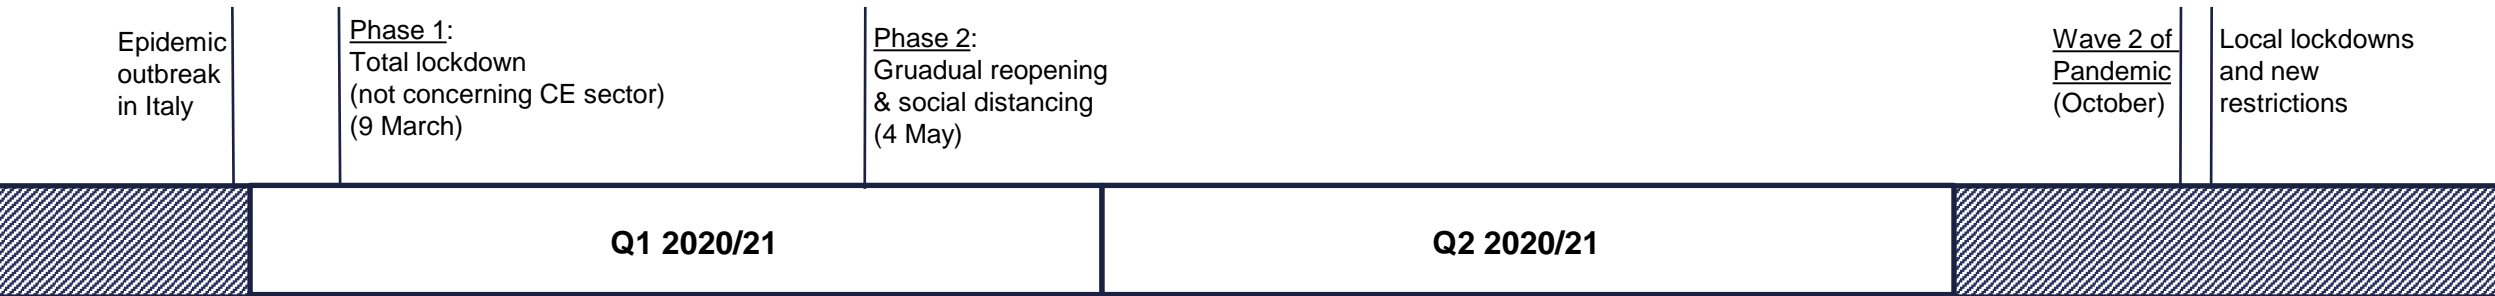 Epidemic
outbreak
in Italy
Phase 1:
Total lockdown
(not concerning CE sector)
(9 March)
Phase 2:
Gruadual reopening
& social distancing
(4 May)
Wave 2 of
Pandemic
(October)
Local lockdowns
and new
restrictions
Q1 2020/21
Q2 2020/21